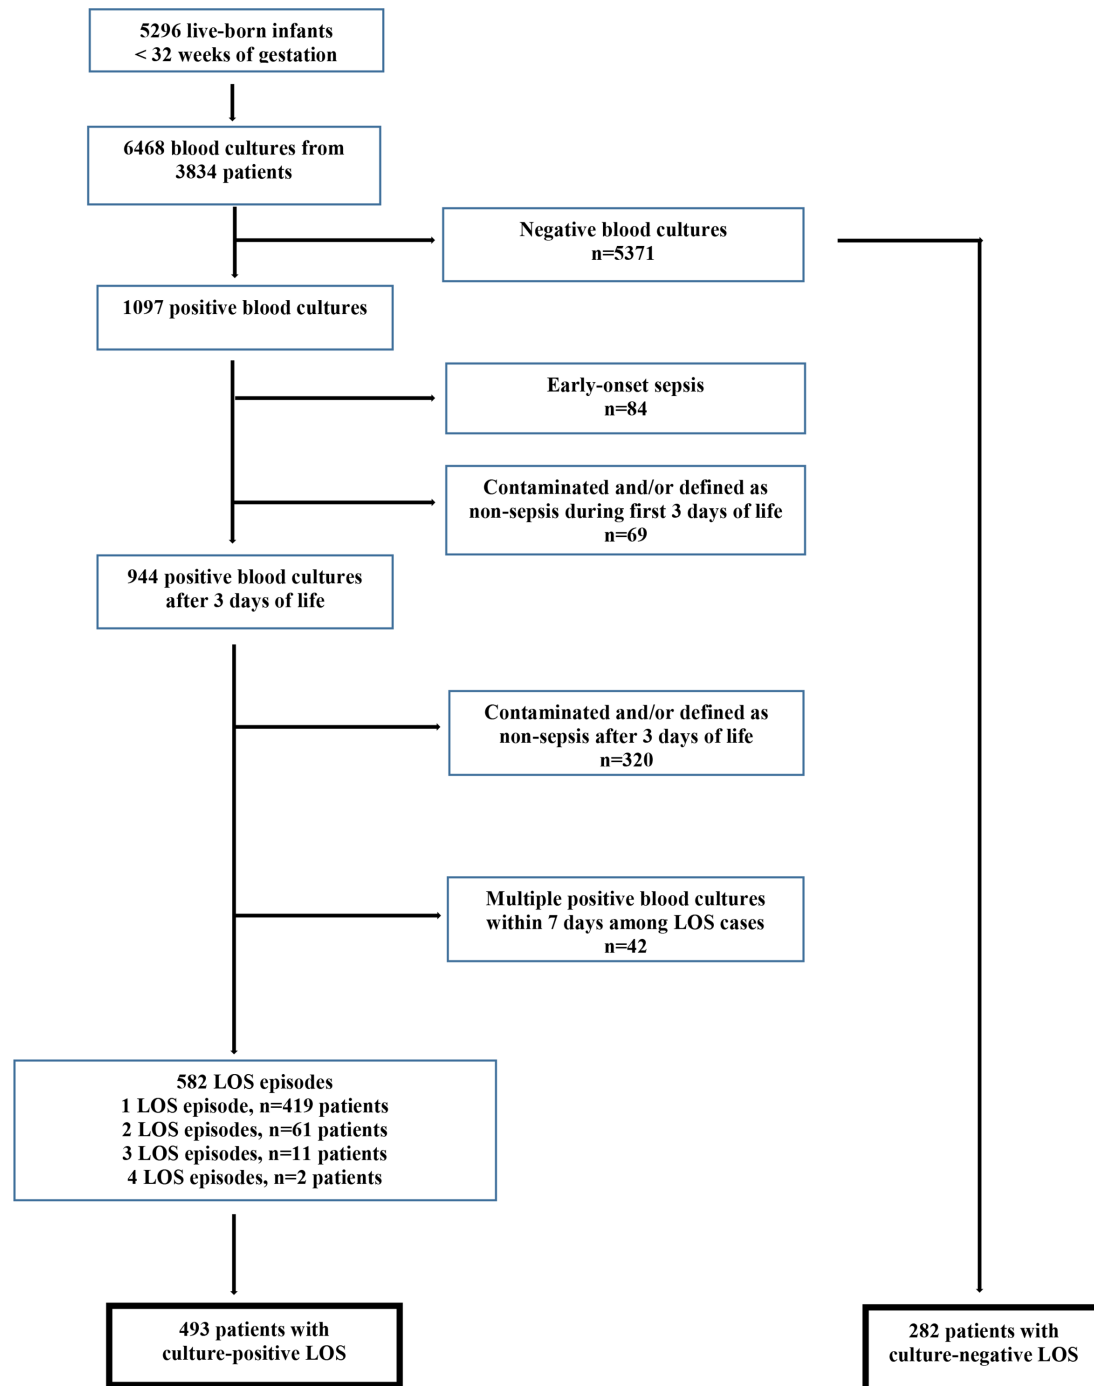 5296 live-born infants
< 32 weeks of gestation
6468 blood cultures from
3834 patients
Negative blood cultures
n=5371
1097 positive blood cultures
Early-onset sepsis
n=84
Contaminated and/or defined as
non-sepsis during first 3 days of life
n=69
944 positive blood cultures
after 3 days of life
Contaminated and/or defined as
non-sepsis after 3 days of life
n=320
Multiple positive blood cultures
within 7 days among LOS cases
n=42
582 LOS episodes
1 LOS episode, n=419 patients
2 LOS episodes, n=61 patients
3 LOS episodes, n=11 patients
4 LOS episodes, n=2 patients
493 patients with
culture-positive LOS
282 patients with
culture-negative LOS